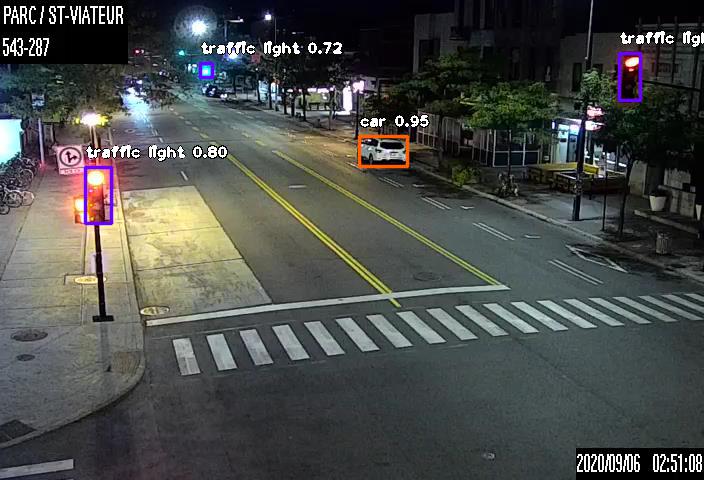 PARC / ST-VIATEUR
543-287
traffic light 0.72
traffic lig
car 0.95
traffic light 0.80
2020/09/06 02:51:08